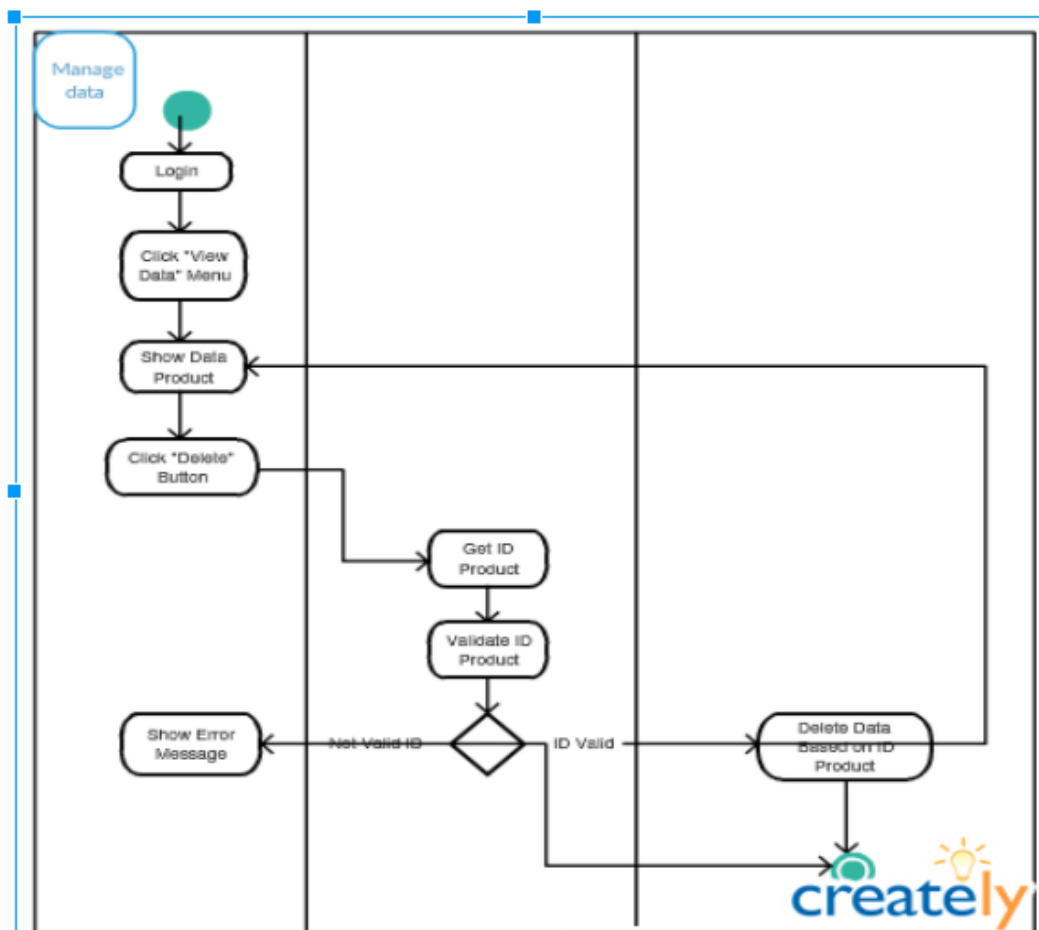 Manage
data
Login
Click "View
Data" Menu
Show Data
Product
Click "Delete"
Button
Get ID
Product
Validate ID
Product
Show Error
Message
Not Valid ID
ID Valid
Delete Data
Based on ID
Product
creately